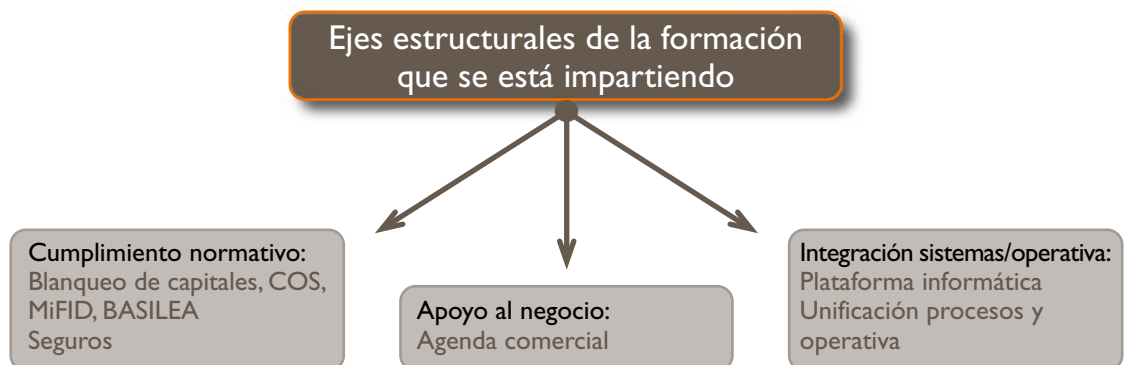 Ejes estructurales de la formación
que se está impartiendo
Cumplimiento normativo:
Blanqueo de capitales, COS,
MiFID, BASILEA
Seguros
Apoyo al negocio:
Agenda comercial
Integración sistemas/operativa:
Plataforma informática
Unificación procesos y
operativa